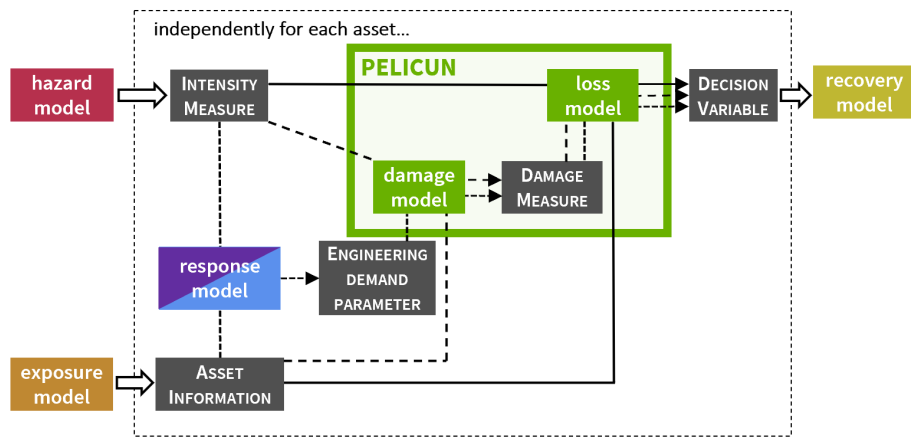 independently for each asset...
PELICUN
hazard
model
INTENSITY
MEASURE
loss
model
DECISION
VARIABLE
recovery
model
damage
model
DAMAGE
MEASURE
response
model
ENGINEERING
DEMAND
PARAMETER
exposure
model
ASSET
INFORMATION